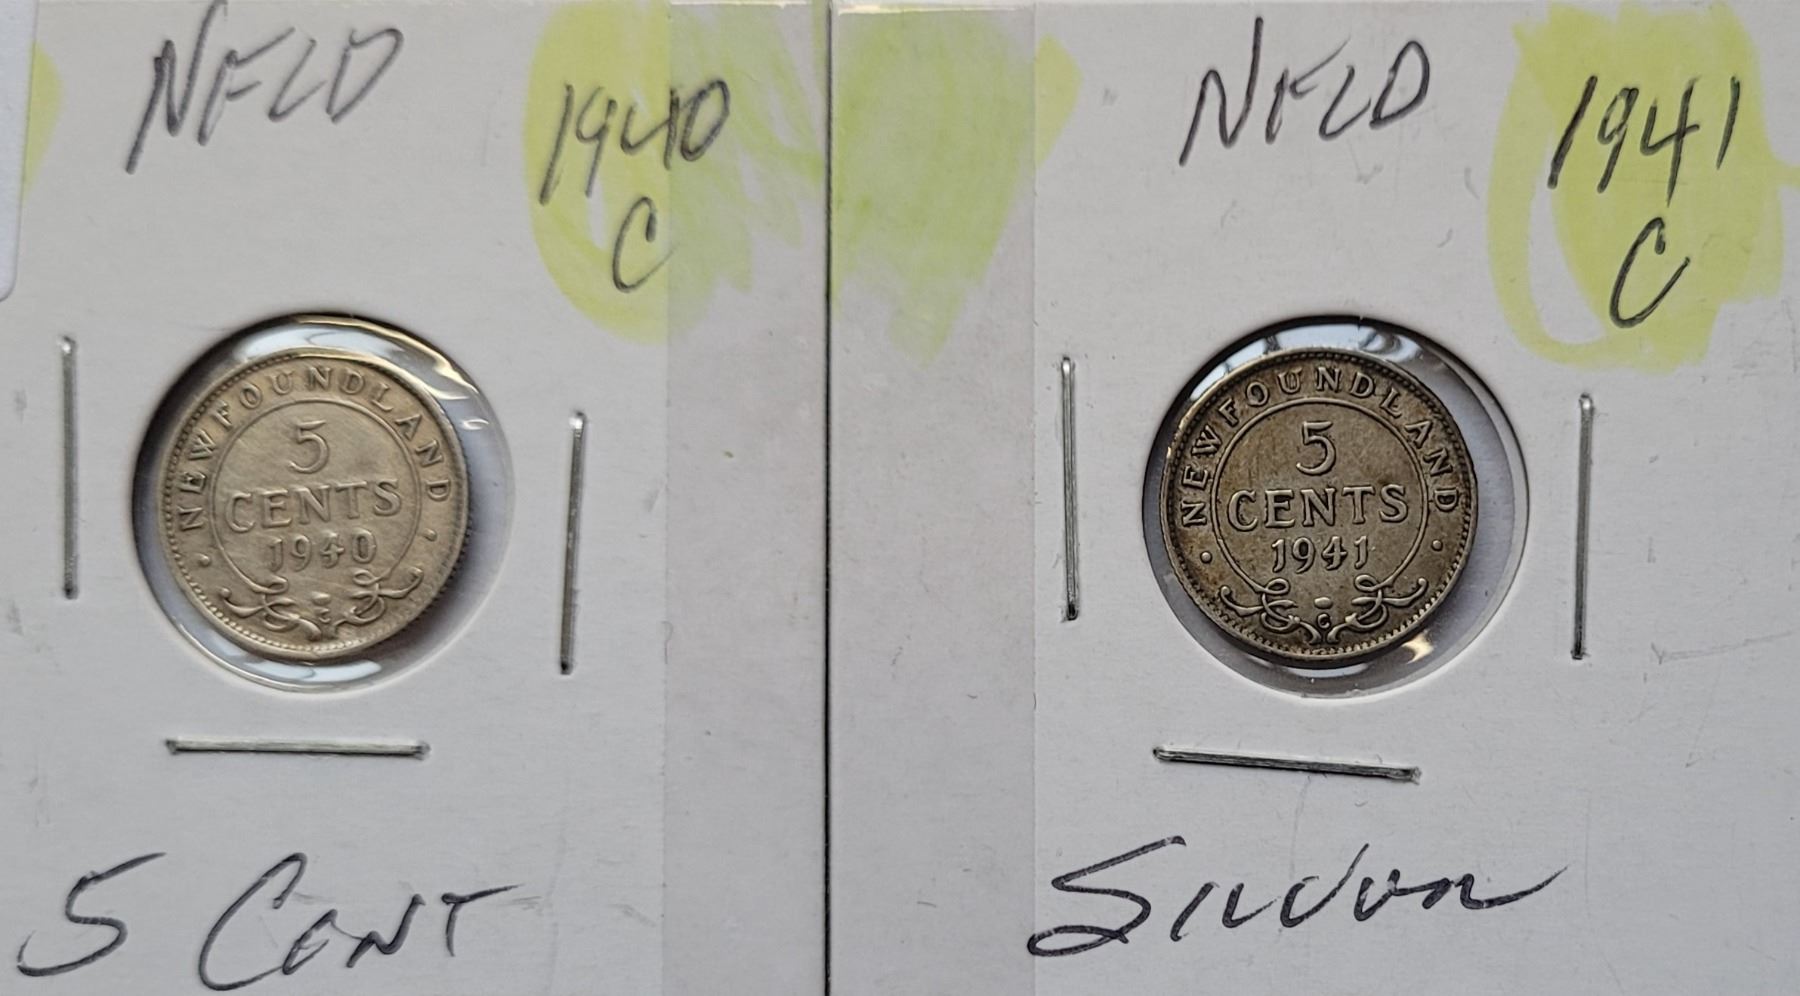 NFLD
1940
C
NEWFOUNDLAND
5
CENTS
1940
5 CENT
NFLD
1941
C
NEWFOUNDLAND
5
CENTS
1941
C
Silver